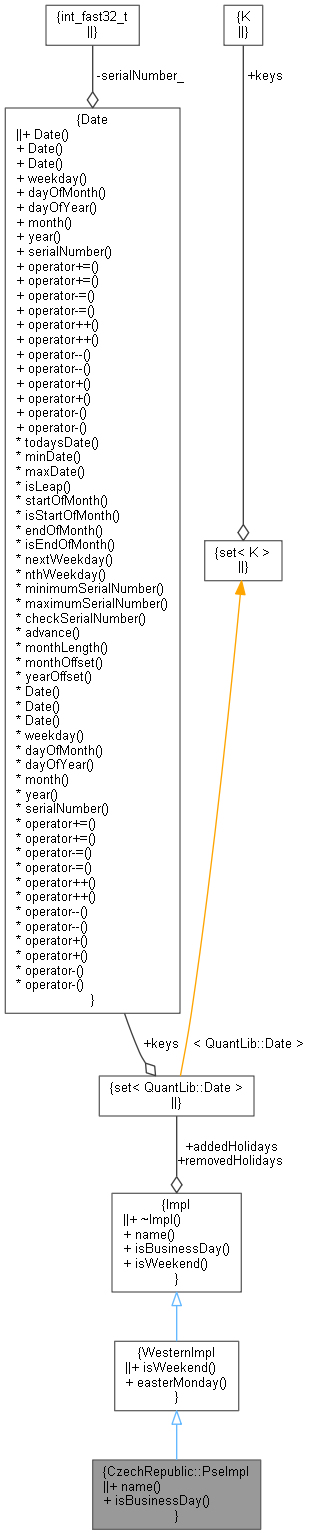 {int_fast32_t
||}
{K
||}
-serialNumber_
+keys
{Date
||+ Date()
+ Date()
+ Date()
+ weekday()
+ dayOfMonth()
+ dayOfYear()
+ month()
+ year()
+ serialNumber()
+ operator+=()
+ operator+=()
+ operator-=()
+ operator-=()
+ operator++()
+ operator++()
+ operator--()
+ operator--()
+ operator+()
+ operator+()
+ operator-()
+ operator-()
* todaysDate()
* minDate()
* maxDate()
* isLeap()
* startOfMonth()
* isStartOfMonth()
* endOfMonth()
* isEndOfMonth()
* nextWeekday()
* nthWeekday()
* minimumSerialNumber()
* maximumSerialNumber()
* checkSerialNumber()
* advance()
* monthLength()
* monthOffset()
* yearOffset()
* Date()
* Date()
* Date()
* weekday()
* dayOfMonth()
* dayOfYear()
* month()
* year()
* serialNumber()
* operator+=()
* operator+=()
* operator-=()
* operator-=()
* operator++()
* operator++()
* operator--()
* operator--()
* operator+()
* operator+()
* operator-()
* operator-()
}
{set< K >
||}
+keys
< QuantLib::Date >
{set< QuantLib::Date >
||}
+addedHolidays
+removedHolidays
{Impl
||+ ~Impl()
+ name()
+ isBusinessDay()
+ isWeekend()
}
{WesternImpl
||+ isWeekend()
+ easterMonday()
}
{CzechRepublic::PseImpl
||+ name()
+ isBusinessDay()
}